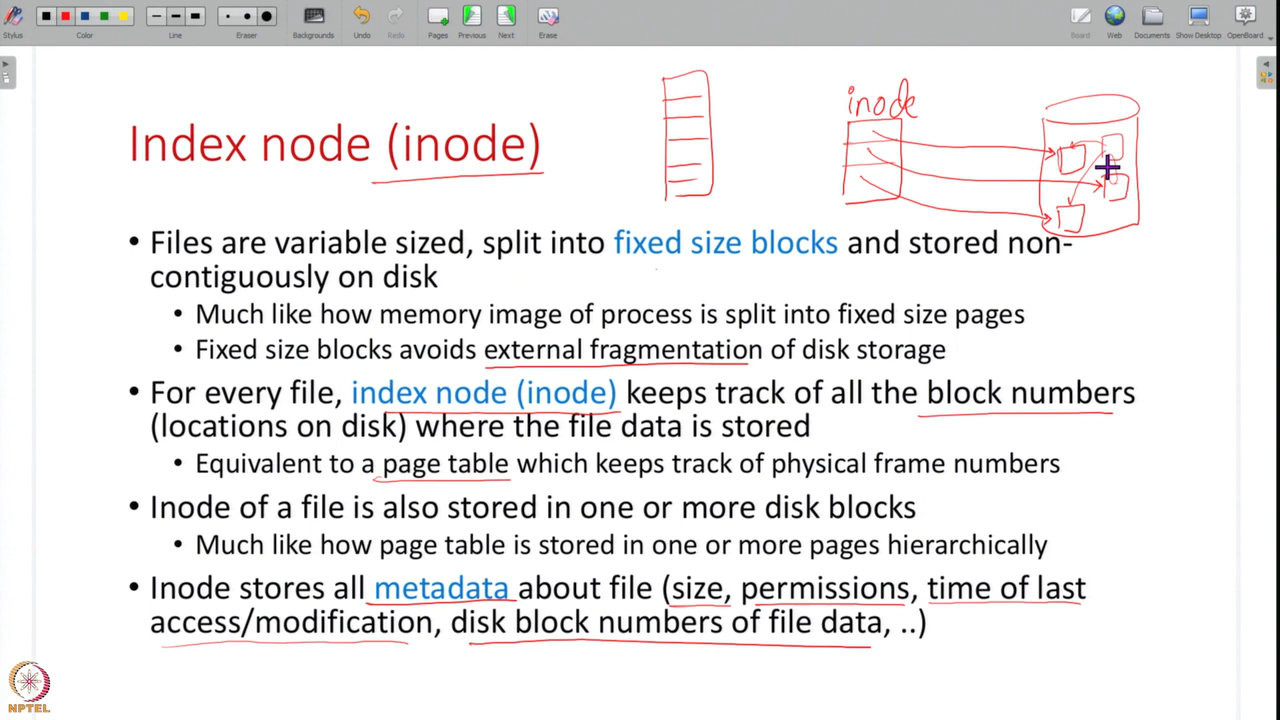 Stylus
Color
Line
Eraser
Backgrounds
Undo
Redo
Pages
Previous
Next
Erase
Board
Web
Documents
Show Desktop
OpenBoard
inode
Index node (inode)
• Files are variable sized, split into fixed size blocks and stored non-
contiguously on disk
• Much like how memory image of process is split into fixed size pages
• Fixed size blocks avoids external fragmentation of disk storage
• For every file, index node (inode) keeps track of all the block numbers
(locations on disk) where the file data is stored
• Equivalent to a page table which keeps track of physical frame numbers
• Inode of a file is also stored in one or more disk blocks
• Much like how page table is stored in one or more pages hierarchically
• Inode stores all metadata about file (size, permissions, time of last
access/modification, disk block numbers of file data, ..)
NPTEL